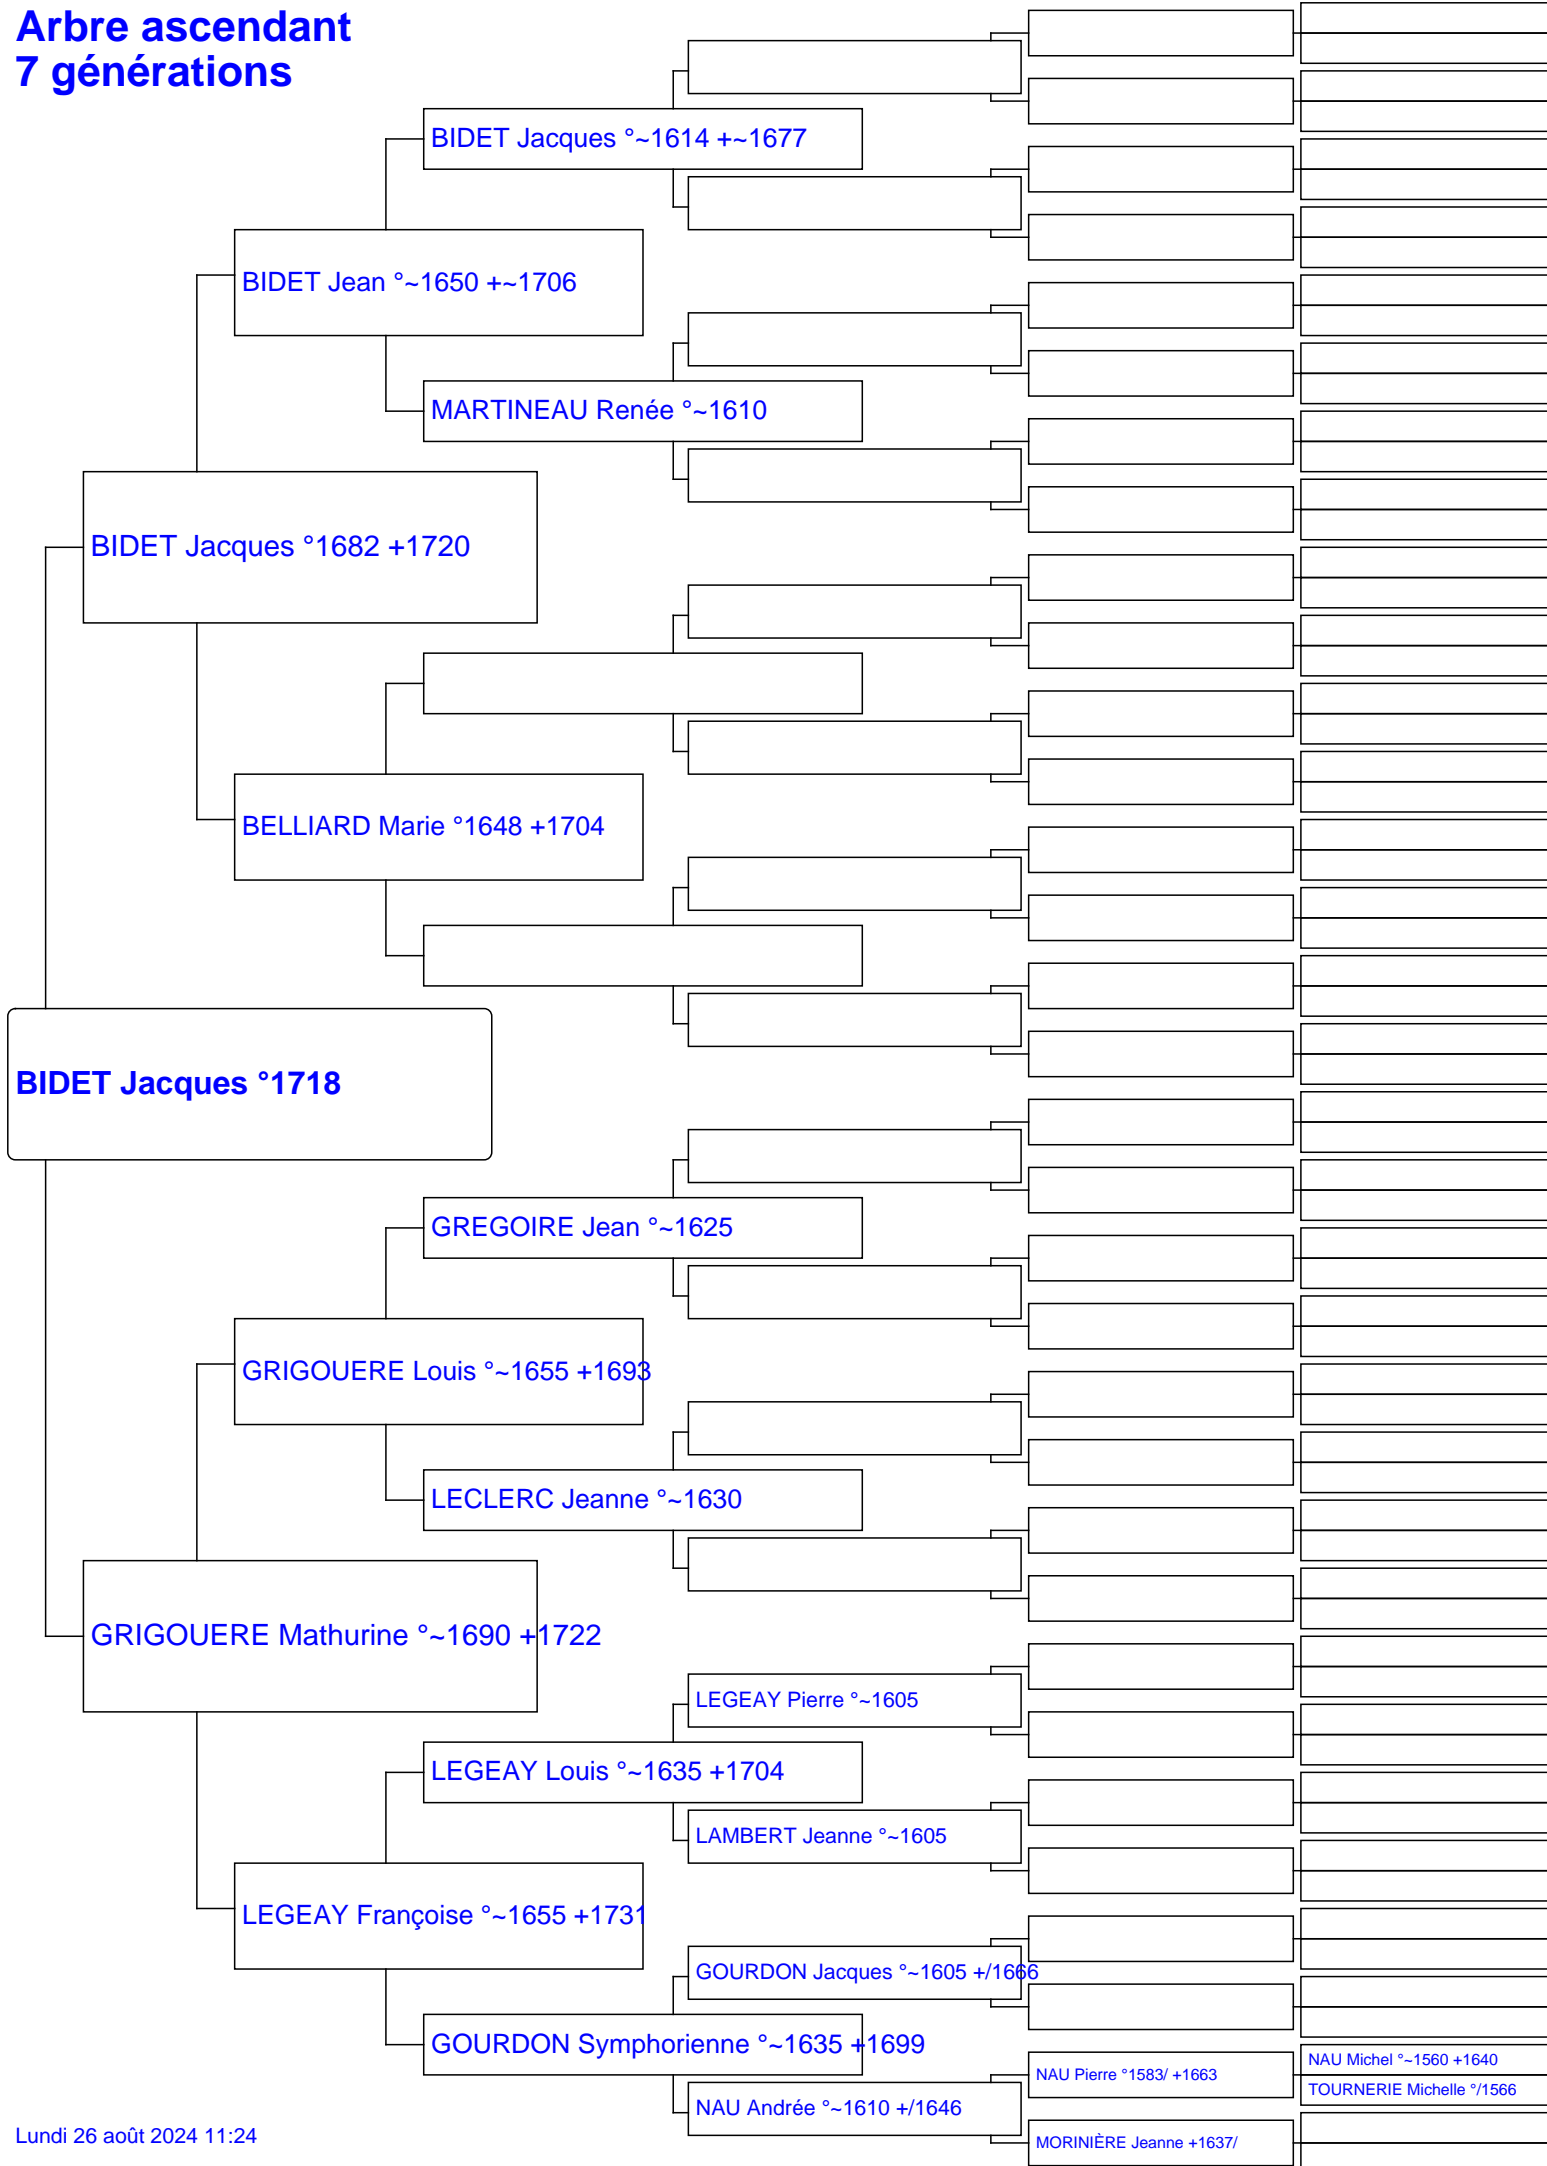 Arbre ascendant
7 générations
BIDET Jacques °~1614 +~1677
BIDET Jean °~1650 +~1706
MARTINEAU Renée °~1610
BIDET Jacques °1682 +1720
BELLIARD Marie °1648 +1704
BIDET Jacques °1718
GREGOIRE Jean °~1625
GRIGOUERE Louis °~1655 +1693
LECLERC Jeanne °~1630
GRIGOUERE Mathurine °~1690 +1722
LEGEAY Pierre °~1605
LEGEAY Louis °~1635 +1704
LAMBERT Jeanne °~1605
LEGEAY Françoise °~1655 +1731
GOURDON Jacques °~1605 +/1666
GOURDON Symphorienne °~1635 +1699
NAU Michel °~1560 +1640
NAU Pierre °1583/ +1663
TOURNERIE Michelle °/1566
NAU Andrée °~1610 +/1646
MORINIÈRE Jeanne +1637/
Lundi 26 août 2024 11:24